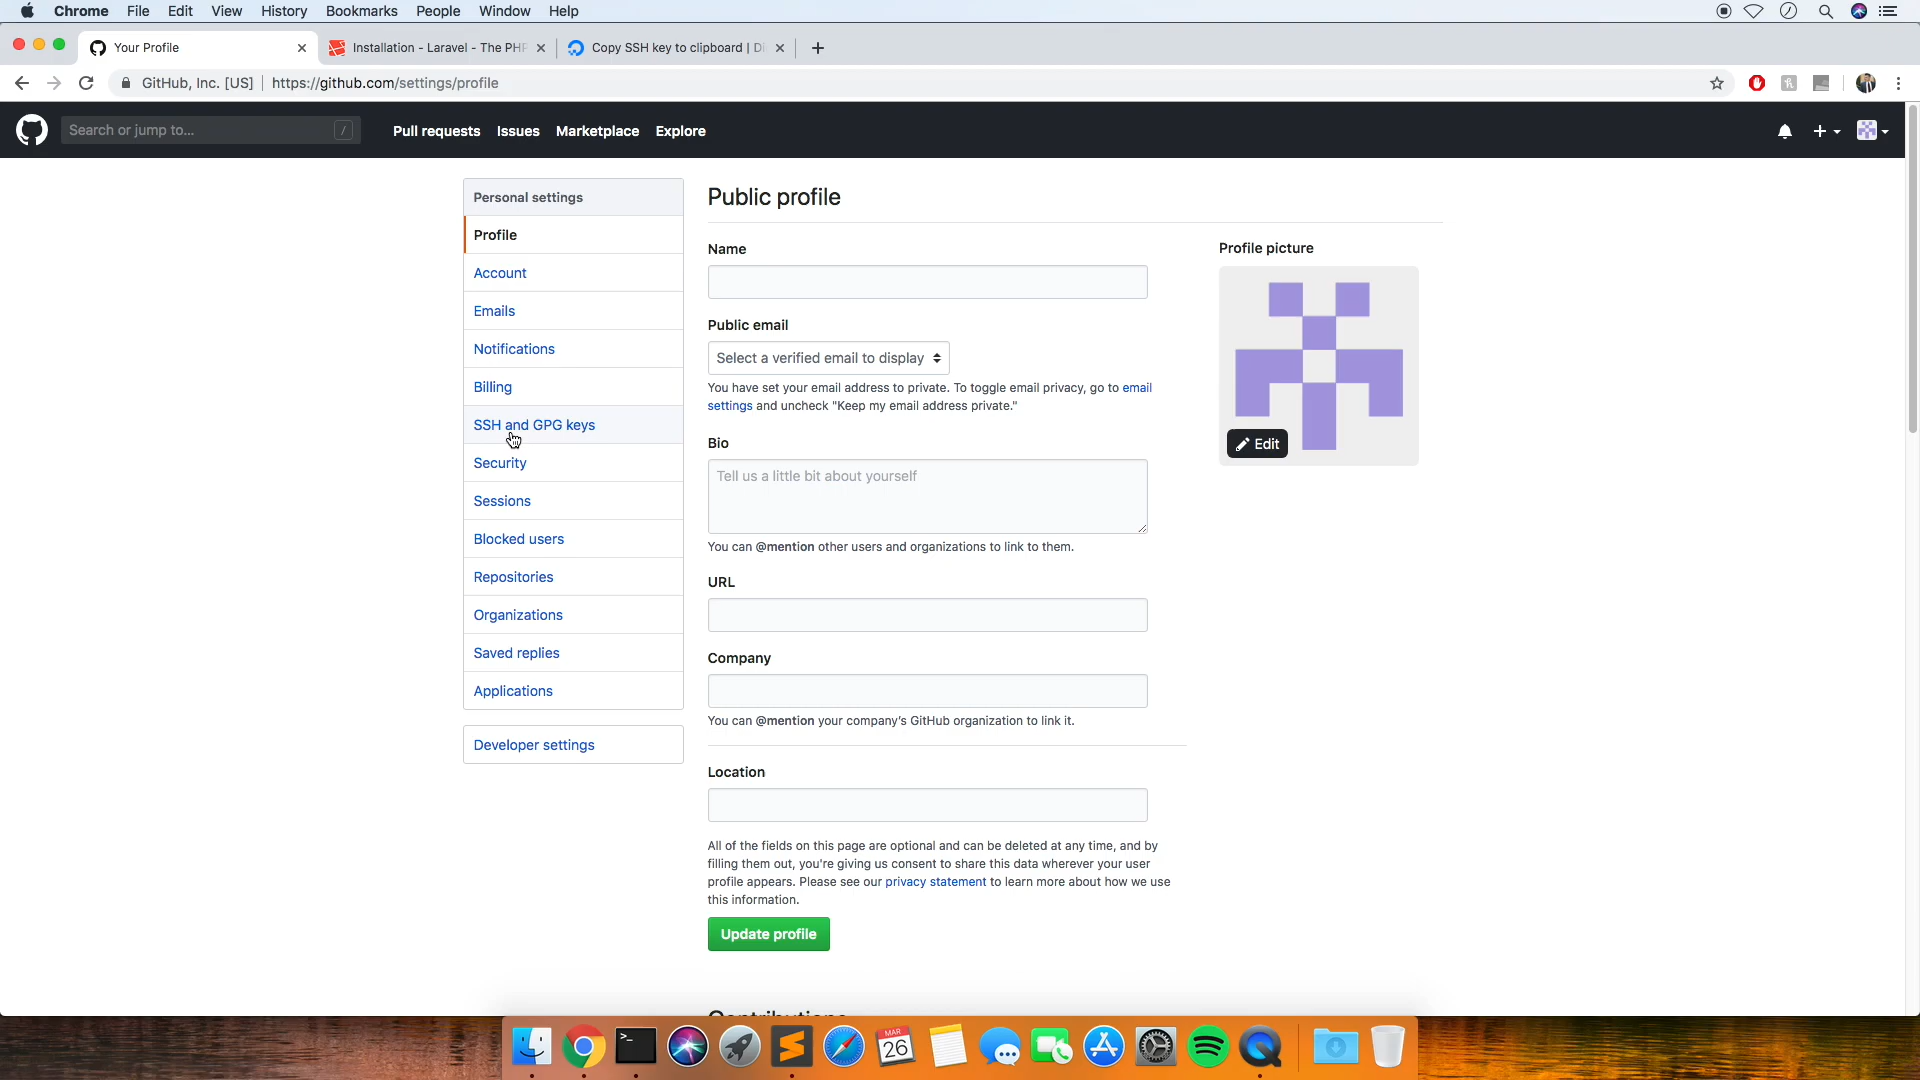 Chrome File Edit View History Bookmarks People Window Help
Your Profile
Installation - Laravel - The PHP
Copy SSH key to clipboard | Di
GitHub, Inc. [US] https://github.com/settings/profile
Search or jump to... /
Pull requests Issues Marketplace Explore
Personal settings
Profile
Account
Emails
Notifications
Billing
SSH and GPG keys
Security
Sessions
Blocked users
Repositories
Organizations
Saved replies
Applications
Developer settings
Public profile
Name
Public email
Select a verified email to display
You have set your email address to private. To toggle email privacy, go to email
settings and uncheck "Keep my email address private."
Bio
Tell us a little bit about yourself
You can @mention other users and organizations to link to them.
URL
Company
You can @mention your company's GitHub organization to link it.
Location
All of the fields on this page are optional and can be deleted at any time, and by
filling them out, you're giving us consent to share this data wherever your user
profile appears. Please see our privacy statement to learn more about how we use
this information.
Update profile
Profile picture
Edit
Contributions
MAR
26